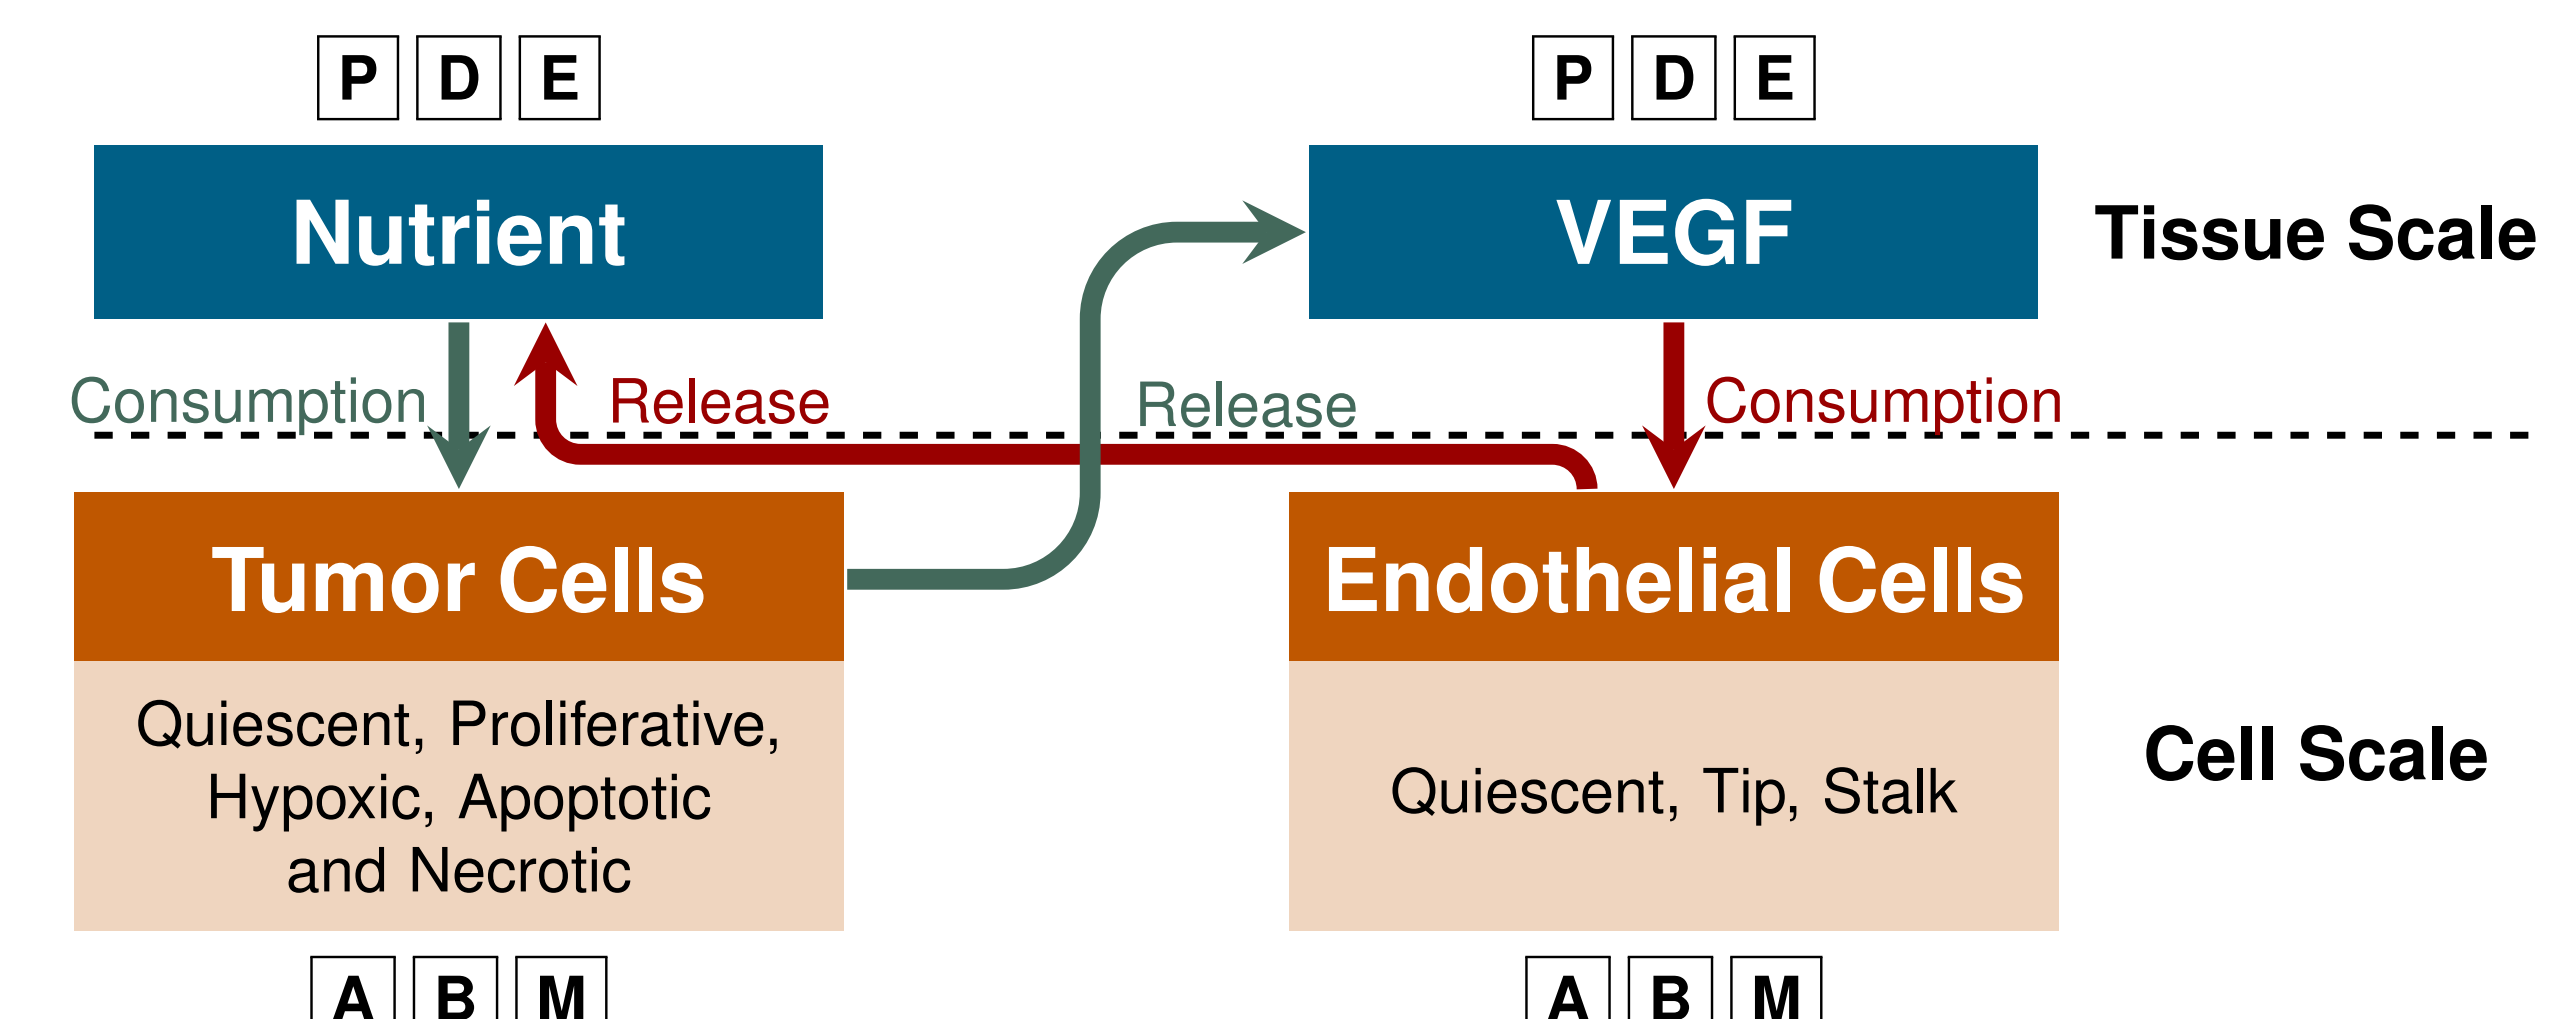 P D E
P D E
Nutrient
VEGF
Tissue Scale
Consumption
Release
Release
Consumption
Tumor Cells
Endothelial Cells
Quiescent, Proliferative,
Hypoxic, Apoptotic
and Necrotic
Quiescent, Tip, Stalk
Cell Scale
A B M
A B M